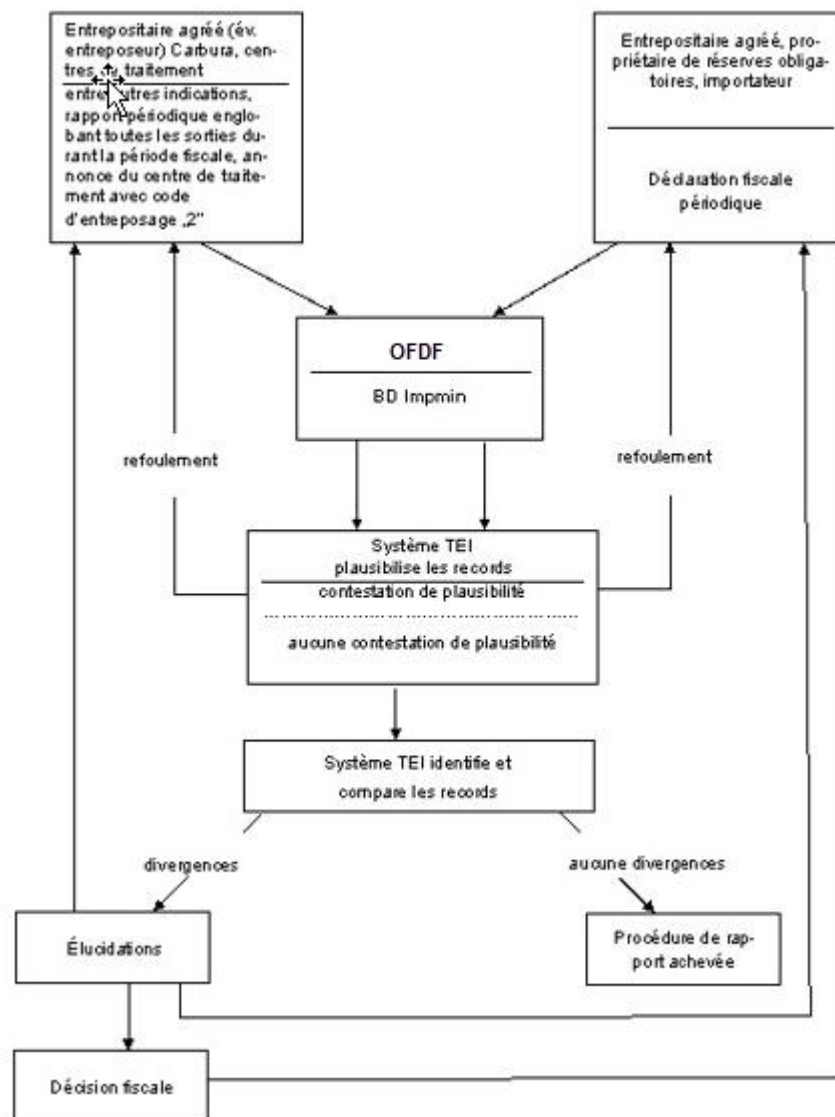 Entrepositaire agréé (év.
entreposeur) Carbura, cen-
tres de traitement
entre autres indications,
rapport périodique englo-
bant toutes les sorties du-
rant la période fiscale, an-
nonce du centre de traite-
ment avec code
d'entreposage „2"
Entrepositaire agréé, pro-
priétaire de réserves obliga-
toires, importateur
Déclaration fiscale
périodique
OFDF
BD Impmin
refoulement
refoulement
Système TEI
plausibilise les records
contestation de plausibilité
aucune contestation de plausibilité
Système TEI identifie et
compare les records
divergences
aucune divergences
Élucidations
Procédure de rap-
port achevée
Décision fiscale